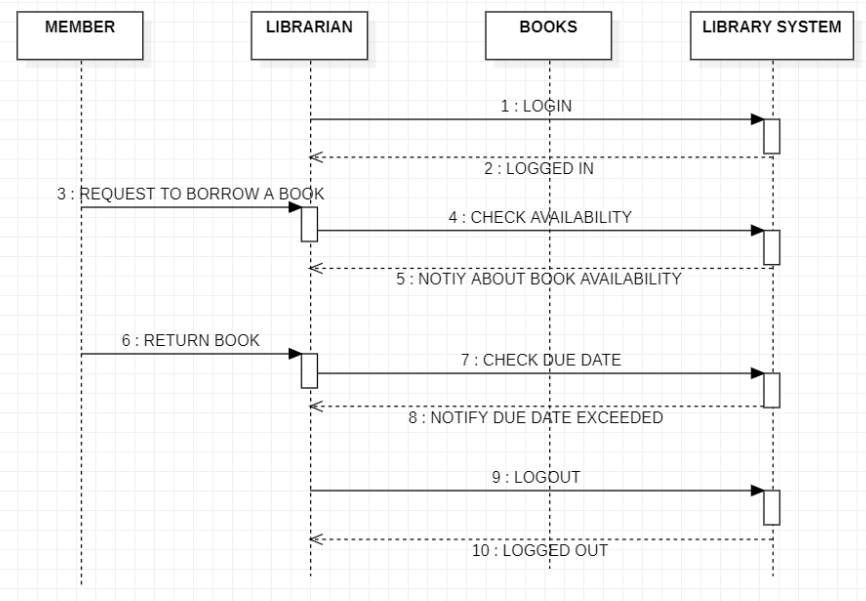 MEMBER
LIBRARIAN
BOOKS
LIBRARY SYSTEM
1 : LOGIN
2 : LOGGED IN
3 : REQUEST TO BORROW A BOOK
4 : CHECK AVAILABILITY
5 : NOTIY ABOUT BOOK AVAILABILITY
6 : RETURN BOOK
7 : CHECK DUE DATE
8 : NOTIFY DUE DATE EXCEEDED
9 : LOGOUT
10 : LOGGED OUT